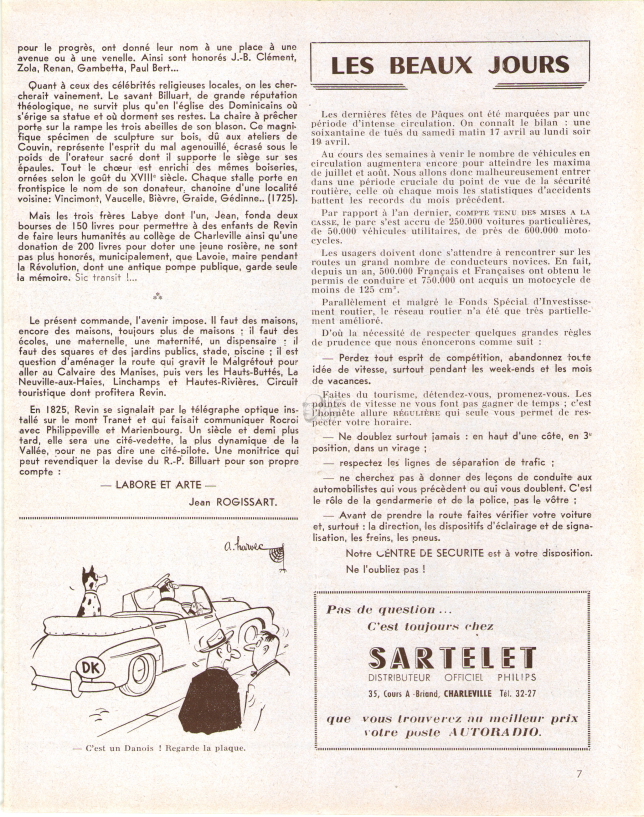 pour le progrès, ont donné leur nom à une place à une
avenue ou à une venelle. Ainsi sont honorés J.-B. Clément,
Zola, Renan, Gambetta, Paul Bert...
Quant à ceux des célébrités religieuses locales, on les cher-
cherait vainement. Le savant Billuart, de grande réputation
théologique, ne survit plus qu'en l'église des Dominicains où
s'érige sa statue et où dorment ses restes. La chaire à prêcher
porte sur la rampe les trois abeilles de son blason. Ce magni-
fique spécimen de sculpture sur bois, dû aux ateliers de
Couvin, représente l'esprit du mal agenouillé, écrasé sous le
poids de l'orateur sacré dont il supporte le siège sur ses
épaules. Tout le chœur est enrichi des mêmes boiseries,
ornées selon le goût du XVIIIe siècle. Chaque stalle porte en
frontispice le nom de son donateur, chanoine d'une localité
voisine: Vincimont, Vaucelle, Bièvre, Graide, Gédinne.. (1725).
Mais les trois frères Labye dont l'un, Jean, fonda deux
bourses de 150 livres pour permettre à des enfants de Revin
de faire leurs humanités au collège de Charleville ainsi qu'une
donation de 200 livres pour doter une jeune rosière, ne sont
pas plus honorés, municipalement, que Lavoie, maire pendant
la Révolution, dont une antique pompe publique, garde seule
la mémoire. Sic transit !...
Le présent commande, l'avenir impose. Il faut des maisons,
encore des maisons, toujours plus de maisons ; il faut des
écoles, une maternelle, une maternité, un dispensaire ; il
faut des squares et des jardins publics, stade, piscine ; il est
question d'aménager la route qui gravit le Malgrétout pour
aller au Calvaire des Manises, puis vers les Hauts-Buttés, La
Neuville-aux-Haies, Linchamps et Hautes-Rivières. Circuit
touristique dont profitera Revin.
En 1825, Revin se signalait par le télégraphe optique ins-
tallé sur le mont Tranet et qui faisait communiquer Rocroi
avec Philippeville et Marienbourg. Un siècle et demi plus
tard, elle sera une cité-vedette, la plus dynamique de la
Vallée, pour ne pas dire une cité-pilote. Une monitrice qui
peut revendiquer la devise du R.-P. Billuart pour son propre
compte :
— LABORE ET ARTE —
Jean ROGISSART.
a. harvec
DK
— C'est un Danois ! Regarde la plaque.
LES BEAUX JOURS
Les dernières fêtes de Pâques ont été marquées par une
période d'intense circulation. On connaît le bilan : une
soixantaine de tués du samedi matin 17 avril au lundi soir
19 avril.
Au cours des semaines à venir le nombre de véhicules en
circulation augmentera encore pour atteindre les maxima
de juillet et août. Nous allons donc malheureusement entrer
dans une période cruciale du point de vue de la sécurité
routière, celle où chaque mois les statistiques d'accidents
battent les records du mois précédent.
Par rapport à l'an dernier, COMPTE TENU DES MISES A LA
CASSE, le parc s'est accru de 250.000 voitures particulières,
de 50.000 véhicules utilitaires, de près de 600.000 moto-
cycles.
Les usagers doivent donc s'attendre à rencontrer sur les
routes un grand nombre de conducteurs novices. En fait,
depuis un an, 500.000 Français et Françaises ont obtenu le
permis de conduire et 750.000 ont acquis un motocycle de
moins de 125 cm3.
Parallèlement et malgré le Fonds Spécial d'Investisse-
ment routier, le réseau routier n'a été que très partielle-
ment amélioré.
D'où la nécessité de respecter quelques grandes règles
de prudence que nous énoncerons comme suit :
— Perdez tout esprit de compétition, abandonnez toute
idée de vitesse, surtout pendant les week-ends et les mois
de vacances.
Faites du tourisme, détendez-vous, promenez-vous. Les
pointes de vitesse ne vous font pas gagner de temps ; c'est
l'honnête allure RÉGULIÈRE qui seule vous permet de res-
pecter votre horaire.
— Ne doublez surtout jamais : en haut d'une côte, en 3e
position, dans un virage ;
— respectez les lignes de séparation de trafic ;
— ne cherchez pas à donner des leçons de conduite aux
automobilistes qui vous précèdent ou qui vous doublent. C'est
le rôle de la gendarmerie et de la police, pas le vôtre ;
— Avant de prendre la route faites vérifier votre voiture
et, surtout : la direction, les dispositifs d'éclairage et de signa-
lisation, les freins, les pneus.
Notre CENTRE DE SECURITE est à votre disposition.
Ne l'oubliez pas !
Pas de question ...
C'est toujours chez
SARTELET
DISTRIBUTEUR OFFICIEL PHILIPS
35, Cours A -Briand, CHARLEVILLE Tél. 32-27
que vous trouverez au meilleur prix
votre poste AUTORADIO.
7